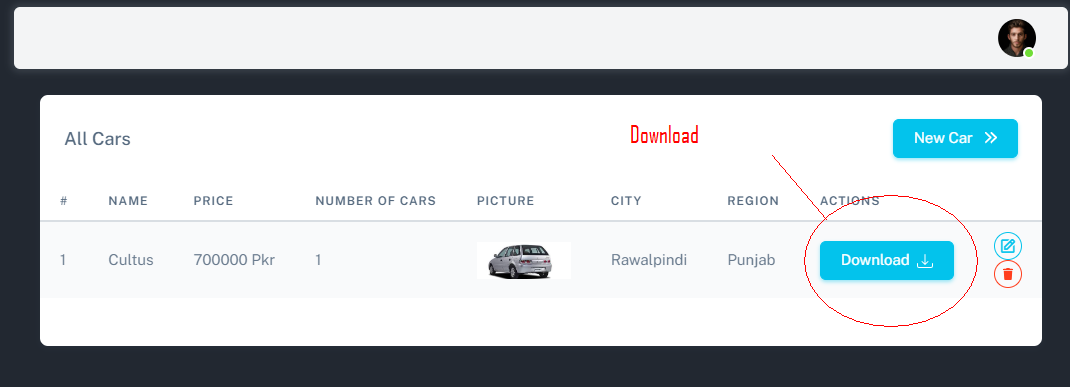 All Cars
Download
New Car
# NAME PRICE NUMBER OF CARS PICTURE CITY REGION ACTIONS
1 Cultus 700000 Pkr 1 Rawalpindi Punjab Download